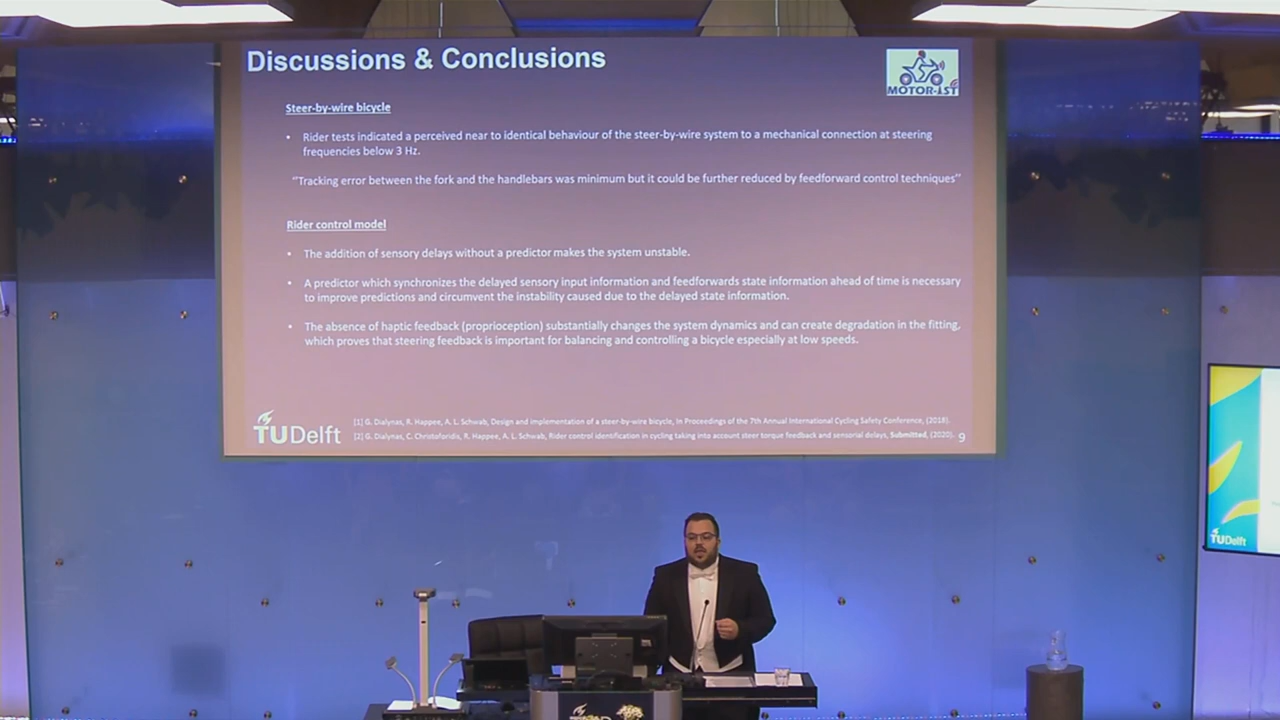 Discussions & Conclusions
MOTOR-IST
Steer-by-wire bicycle
• Rider tests indicated a perceived near to identical behaviour of the steer-by-wire system to a mechanical connection at steering
frequencies below 3 Hz.
"Tracking error between the fork and the handlebars was minimum but it could be further reduced by feedforward control techniques"
Rider control model
• The addition of sensory delays without a predictor makes the system unstable.
• A predictor which synchronizes the delayed sensory input information and feedforwards state information ahead of time is necessary
to improve predictions and circumvent the instability caused due to the delayed state information.
• The absence of haptic feedback (proprioception) substantially changes the system dynamics and can create degradation in the fitting,
which proves that steering feedback is important for balancing and controlling a bicycle especially at low speeds.
TUDelft
[1] G. Dialynas, R. Happee, A. L. Schwab, Design and implementation of a steer-by-wire bicycle, In Proceedings of the 7th Annual International Cycling Safety Conference, (2018).
[2] G. Dialynas, C. Christoforidis, R. Happee, A. L. Schwab, Rider control identification in cycling taking into account steer torque feedback and sensorial delays, Submitted, (2020).
9
TUDelft